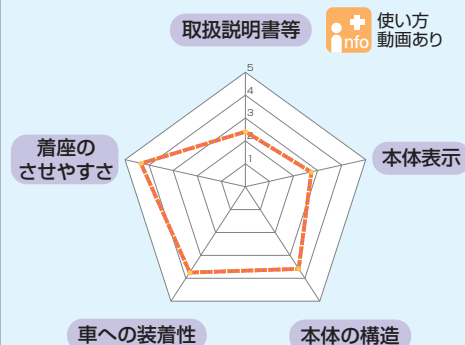 取扱説明書等
info
使い方
動画あり
5
4
3
2
1
着座の
させやすさ
本体表示
車への装着性
本体の構造